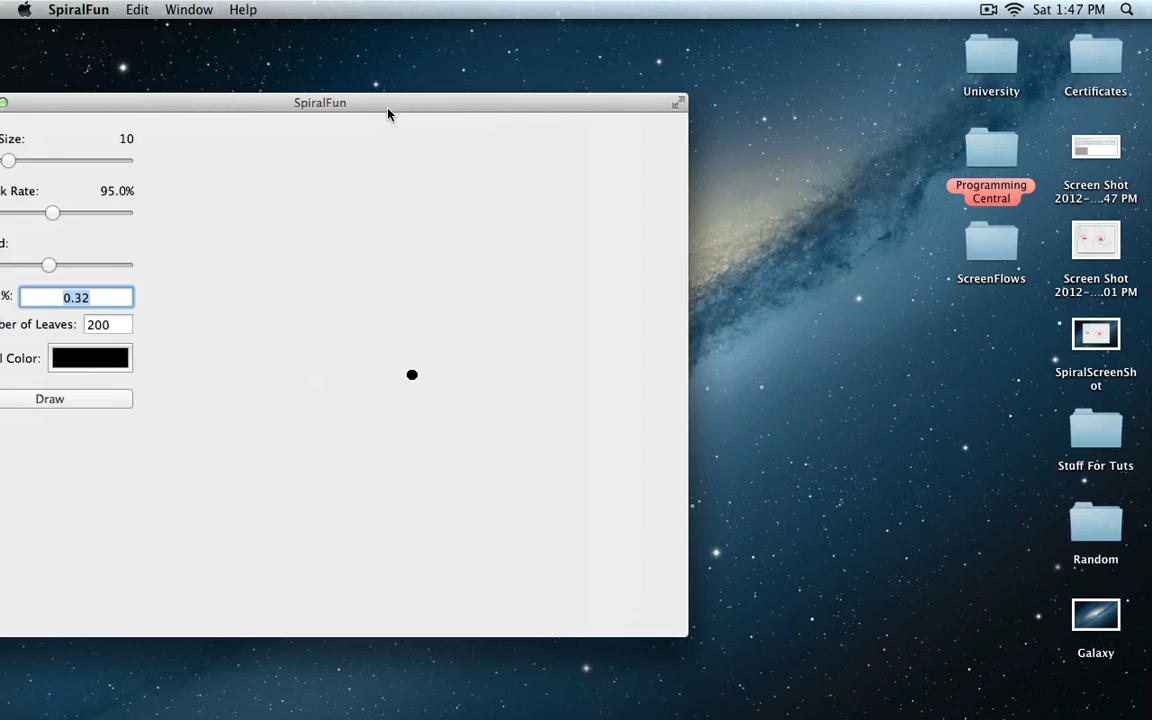 SpiralFun Edit Window Help
Sat 1:47 PM
SpiralFun
Size: 10
k Rate: 95.0%
d:
%: 0.32
ber of Leaves: 200
l Color:
Draw
University
Certificates
Programming
Central
Screen Shot
2012-....47 PM
ScreenFlows
Screen Shot
2012-....01 PM
SpiralScreenSh
ot
Stuff For Tuts
Random
Galaxy